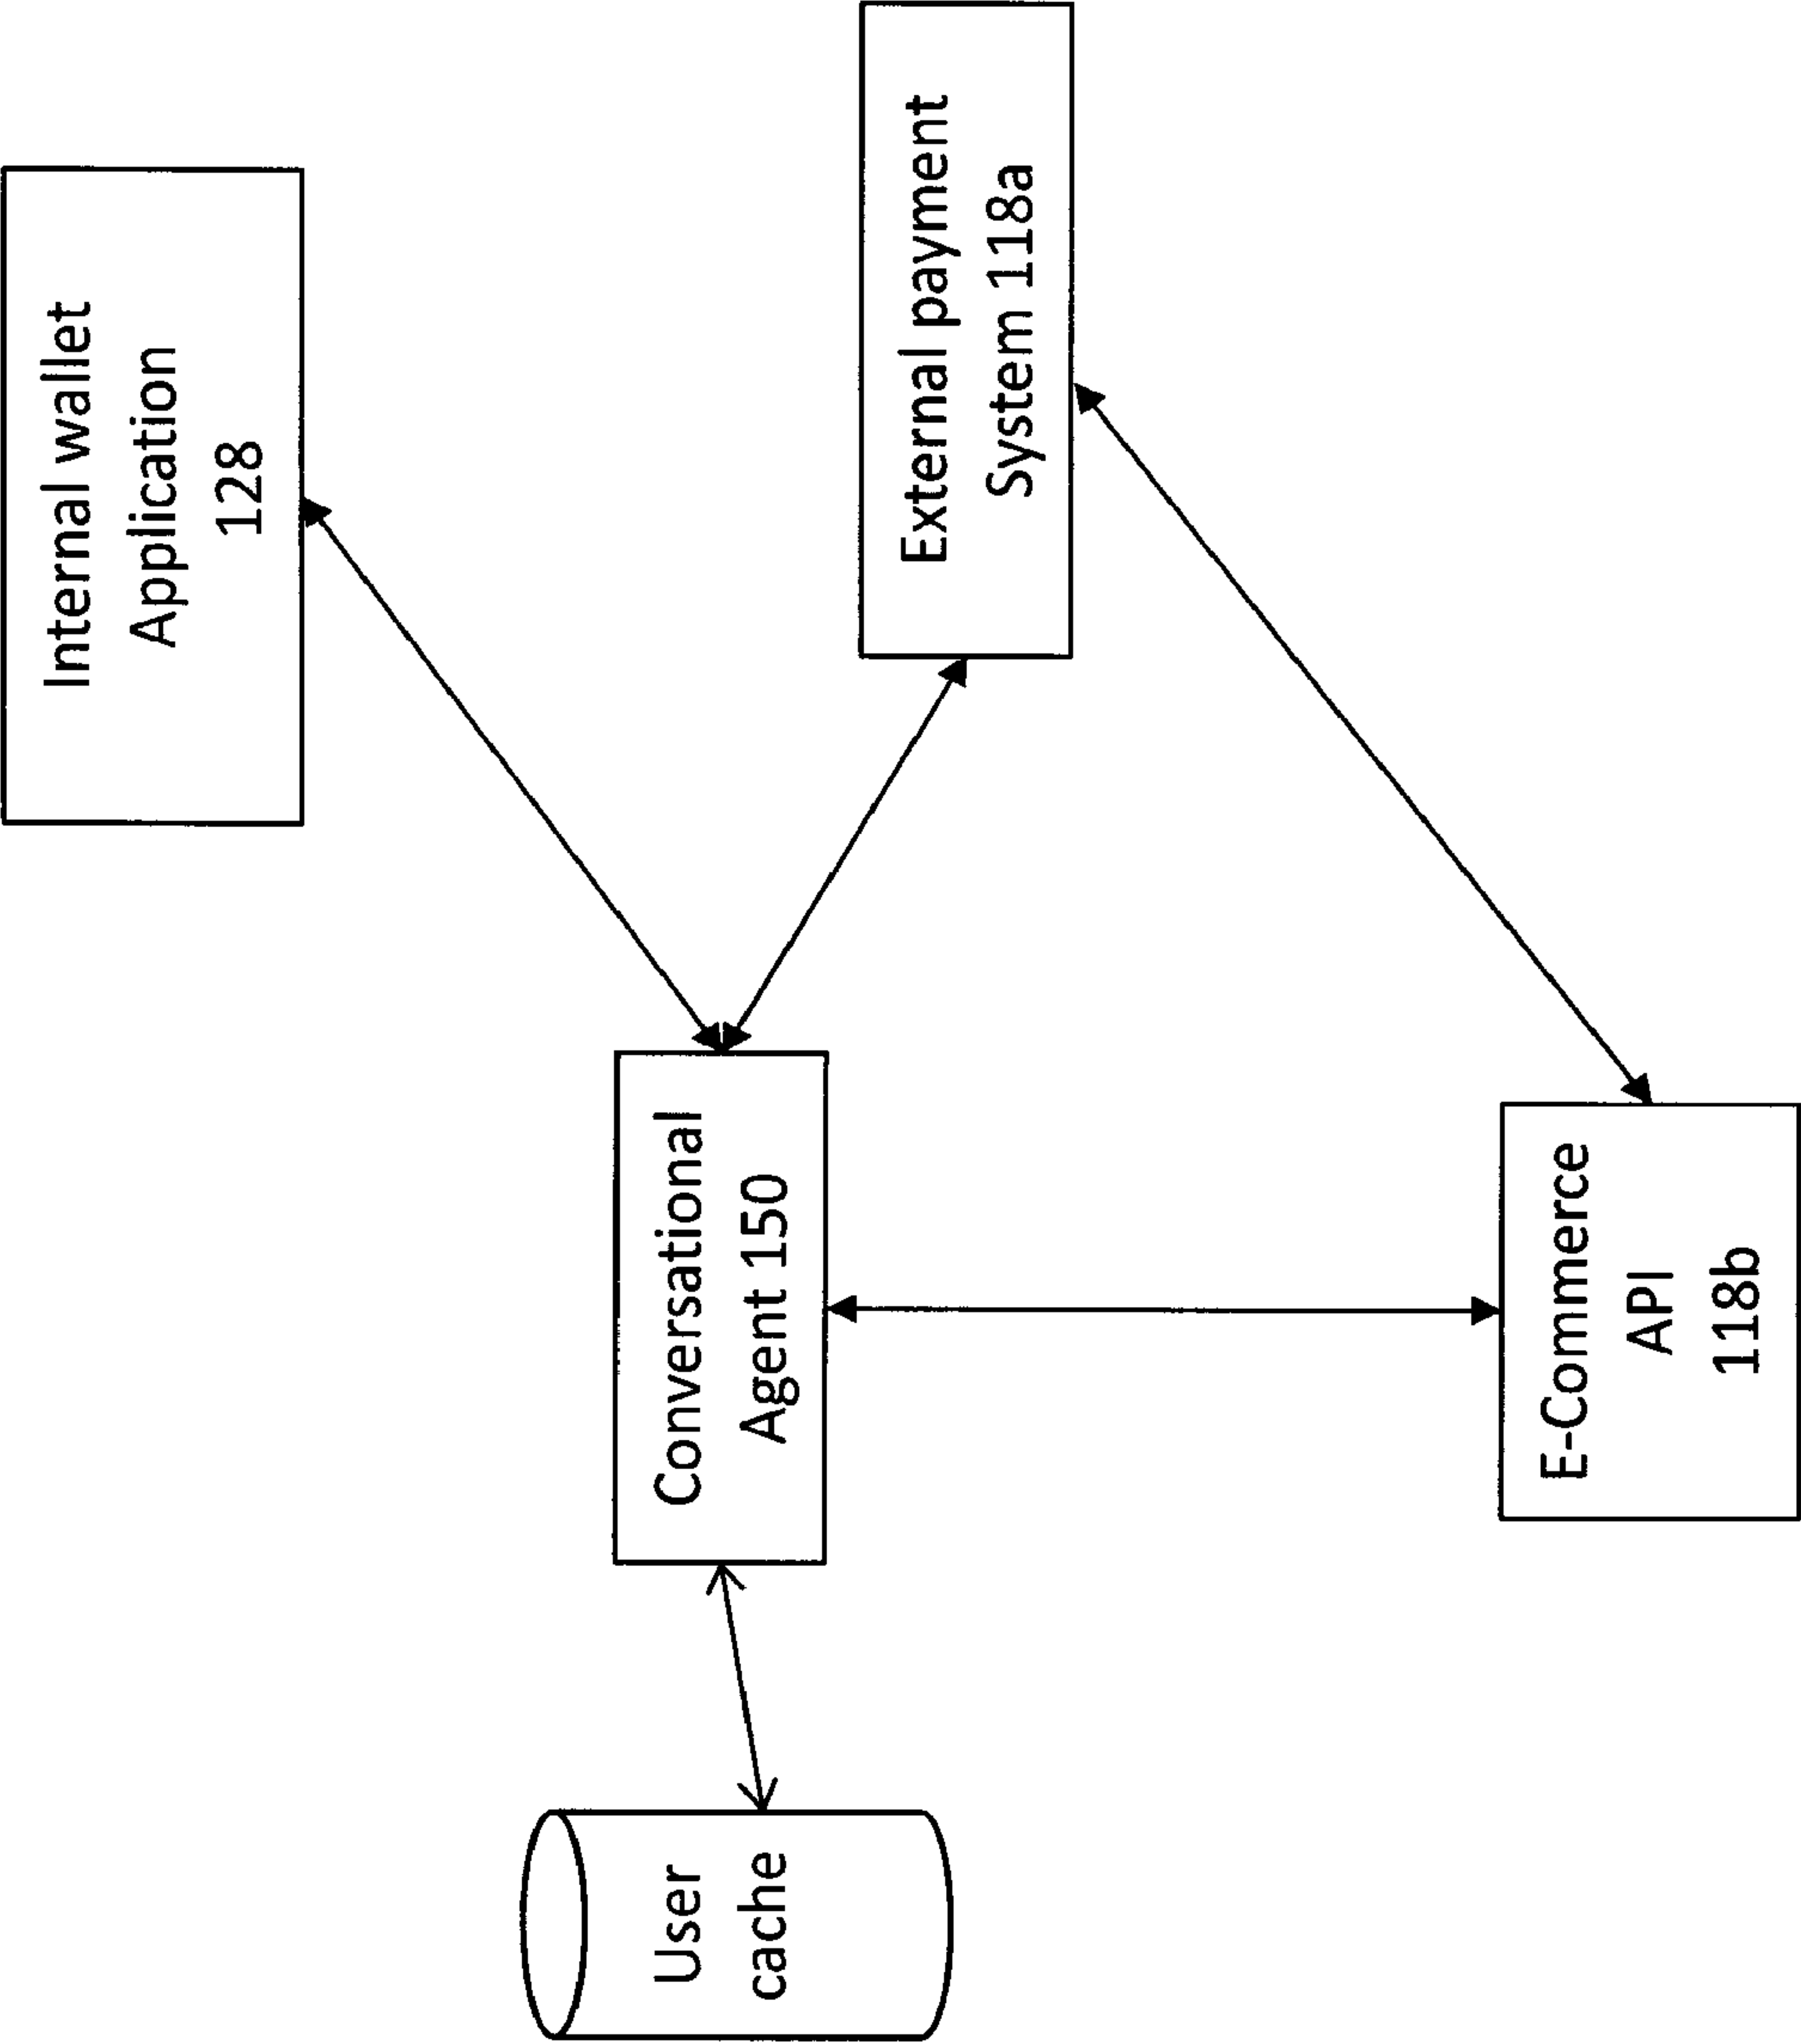 Internal wallet
Application
128
External payment
System 118a
Conversational
Agent 150
E-Commerce
API
118b
User
cache